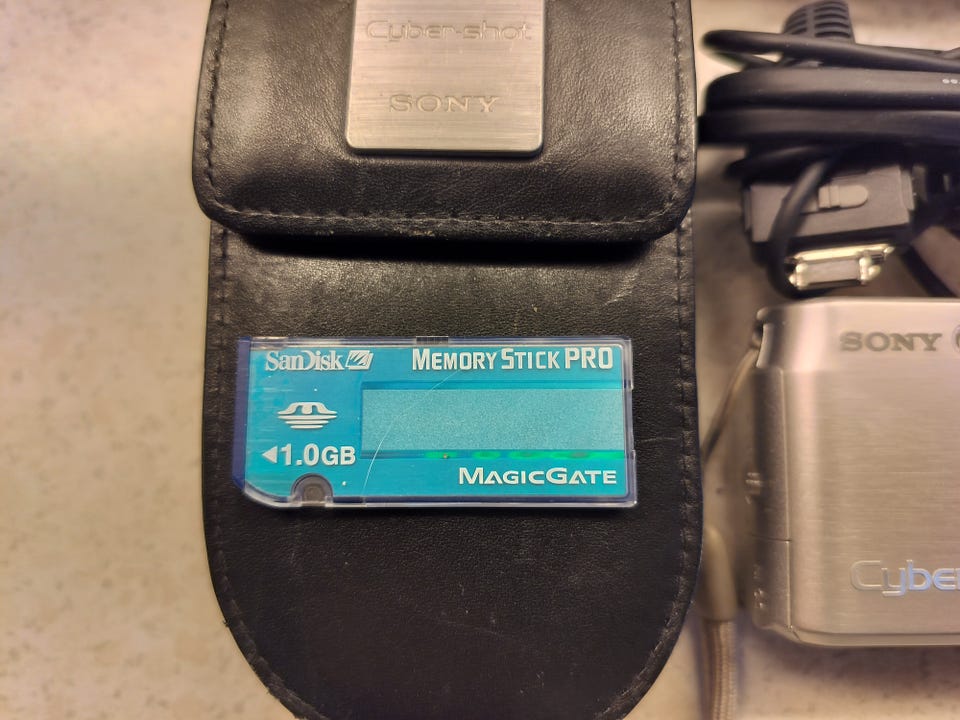 Cyber-shot
SONY
SanDisk
MEMORY STICK PRO
◀1.0GB
MAGICGATE
SONY
Cyber